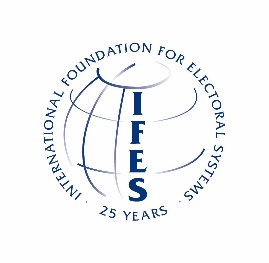 INTERNATIONAL FOUNDATION FOR ELECTORAL SYSTEMS
IFES
· 25 YEARS ·